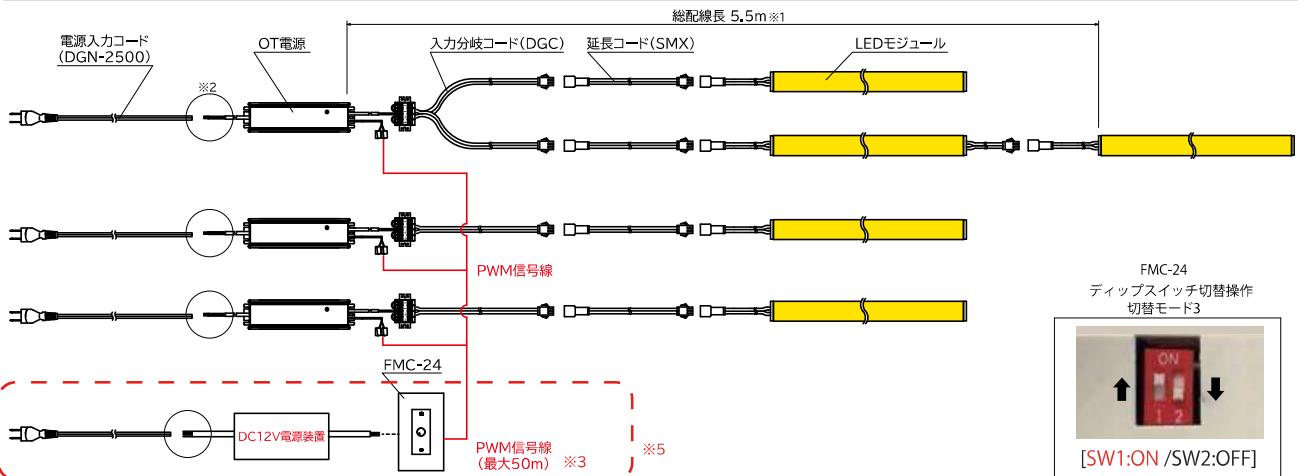 総配線長 5.5m※1
電源入力コード
(DGN-2500)
OT電源
入力分岐コード(DGC)
延長コード(SMX)
LEDモジュール
※2
PWM信号線
FMC-24
ディップスイッチ切替操作
切替モード3
ON
1 2
[SW1:ON /SW2:OFF]
FMC-24
DC12V電源装置
PWM信号線
(最大50m) ※3
※5